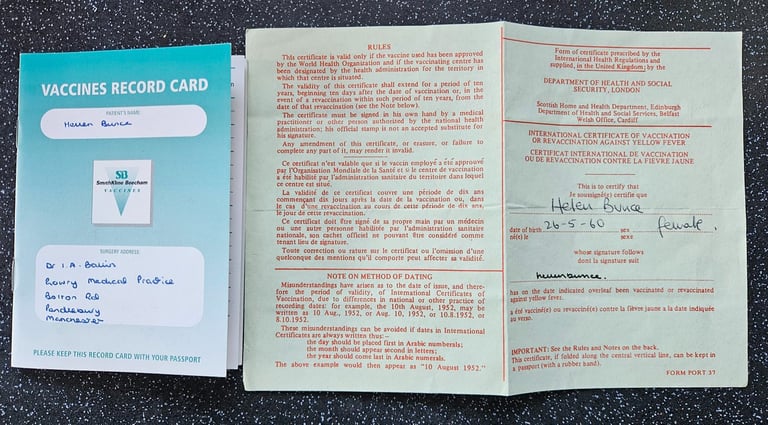 VACCINES RECORD CARD
PATIENT'S NAME:
Helen Bunce
SB
SmithKline Beecham
VACCINES
SURGERY ADDRESS:
Dr I.A.
Medical Practice
Bolton Rd
Pendlebury
Manchester
PLEASE KEEP THIS RECORD CARD WITH YOUR PASSPORT
RULES
This certificate is valid only if the vaccine used has been approved
by the World Health Organization and if the vaccinating centre has
been designated by the health administration for the territory in
which that centre is situated.
The validity of this certificate shall extend for a period of ten
years, beginning ten days after the date of vaccination or, in the
event of a revaccination within such period of ten years, from the
date of that revaccination (see the Note below).
The certificate must be signed in his own hand by a medical
practitioner or other person authorised by the national health
administration; his official stamp is not an accepted substitute for
his signature.
Any amendment of this certificate, or erasure, or failure to
complete any part of it, may render it invalid.
Ce certificat n'est valable que si le vaccin employé a été approuvé
par l'Organisation Mondiale de la Santé et si le centre de vaccination
a été habilité par l'administration sanitaire du territoire dans lequel
ce centre est situé.
La validité de ce certificat couvre une période de dix ans
commençant dix jours après la date de la vaccination ou, dans
le cas d'une revaccination au cours de cette période de dix ans,
le jour de cette revaccination.
Ce certificat doit être signé de sa propre main par un médecin
ou une autre personne habilitée par l'administration sanitaire
nationale, son cachet officiel ne pouvant être considéré comme
tenant lieu de signature.
Toute correction ou rature sur le certificat ou l'omission d'une
quelconque des mentions qu'il comporte peut affecter sa validité.
NOTE ON METHOD OF DATING
Misunderstandings have arisen as to the date of issue, and there-
fore the period of validity, of International Certificates of
Vaccination, due to differences in national or other practice of
recording dates: for example, the 10th August, 1952, may be
written as 10 Aug., 1952, or Aug. 10, 1952, or 10.8.1952, or
8.10.1952.
These misunderstandings can be avoided if dates in International
Certificates are always written thus:—
the day should be placed first in Arabic numerals;
the month should appear second in letters;
the year should come last in Arabic numerals.
The above example would then appear as "10 August 1952."
Form of certificate prescribed by the
International Health Regulations and
supplied, in the United Kingdom, by the
DEPARTMENT OF HEALTH AND SOCIAL
SECURITY, LONDON
Scottish Home and Health Department, Edinburgh
Department of Health and Social Services, Belfast
Welsh Office, Cardiff
INTERNATIONAL CERTIFICATE OF VACCINATION
OR REVACCINATION AGAINST YELLOW FEVER
CERTIFICAT INTERNATIONAL DE VACCINATION
OU DE REVACCINATION CONTRE LA FIEVRE JAUNE
This is to certify that
Je soussigné(e) certifie que
Helen Bunce
date of birth 26-5-60 sex female.
né(e) le sexe
whose signature follows
dont la signature suit
has on the date indicated overleaf been vaccinated or revaccinated
against yellow fever.
a été vacciné(e) ou revacciné(e) contre la fièvre jaune à la date indiquée
au verso.
IMPORTANT: See the Rules and Notes on the back.
This certificate, if folded along the central vertical line, can be kept in
a passport (with a rubber band).
FORM PORT 37